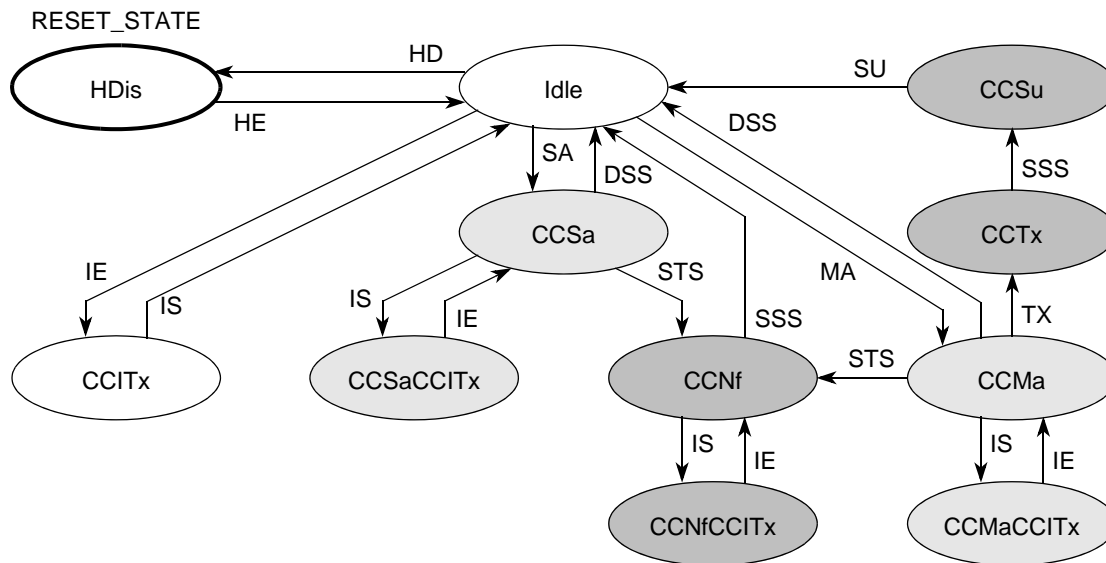 RESET_STATE
HDis
HD
HE
Idle
SU
CCSu
DSS
SA
DSS
SSS
CCSa
CCTx
IE
IS
IS
IE
STS
MA
SSS
TX
STS
CCITx
CCSaCCITx
CCNf
CCMa
IS
IE
IS
IE
CCNfCCITx
CCMaCCITx